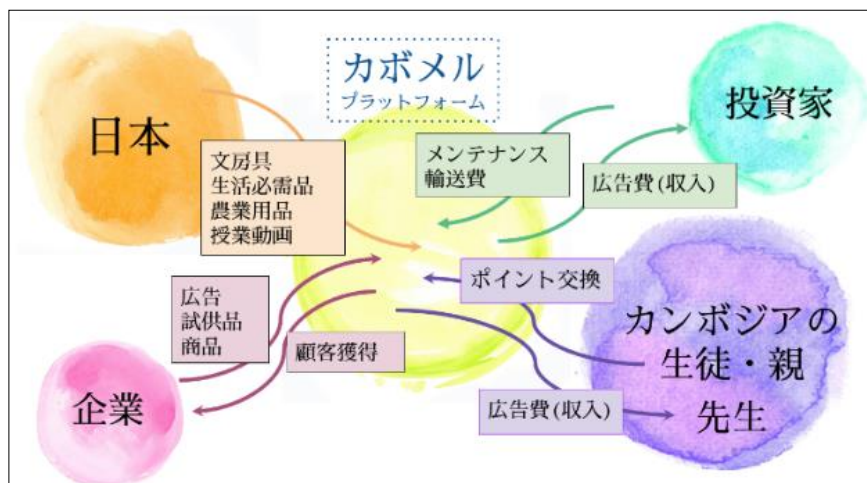 カボメル
プラットフォーム
日本
投資家
文房具
生活必需品
農業用品
授業動画
メンテナンス
輸送費
広告費(収入)
広告
試供品
商品
顧客獲得
ポイント交換
カンボジアの
生徒・親
先生
企業
広告費(収入)